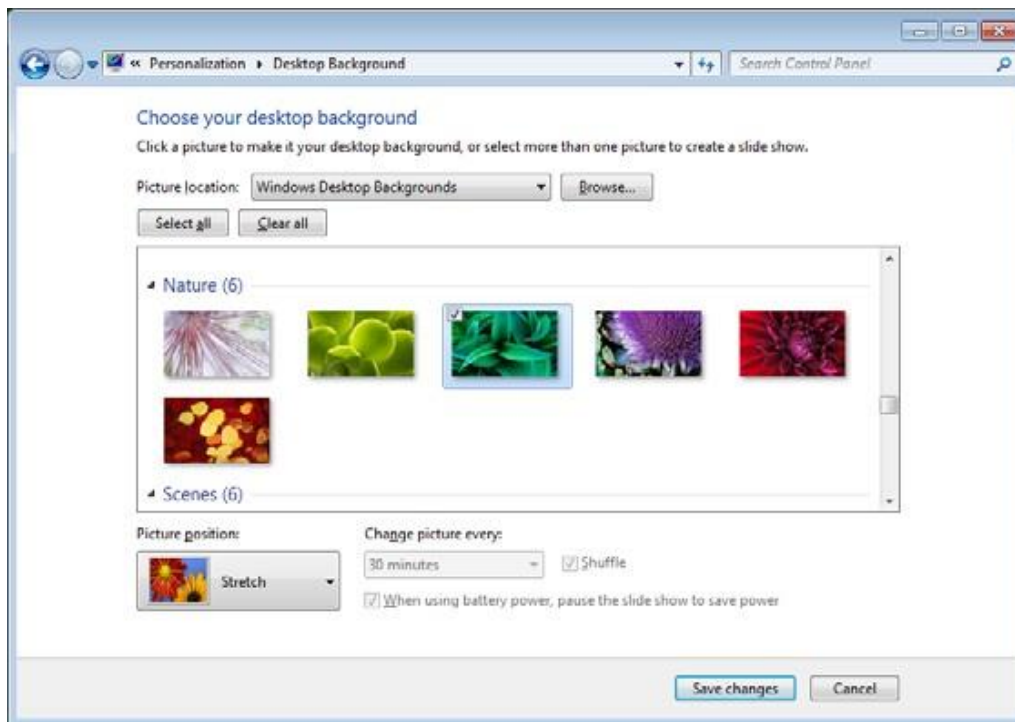 « Personalization ▸ Desktop Background
Search Control Panel
Choose your desktop background
Click a picture to make it your desktop background, or select more than one picture to create a slide show.
Picture location: Windows Desktop Backgrounds Browse...
Select all Clear all
Nature (6)
Scenes (6)
Picture position: Change picture every:
Stretch 30 minutes Shuffle
When using battery power, pause the slide show to save power
Save changes Cancel